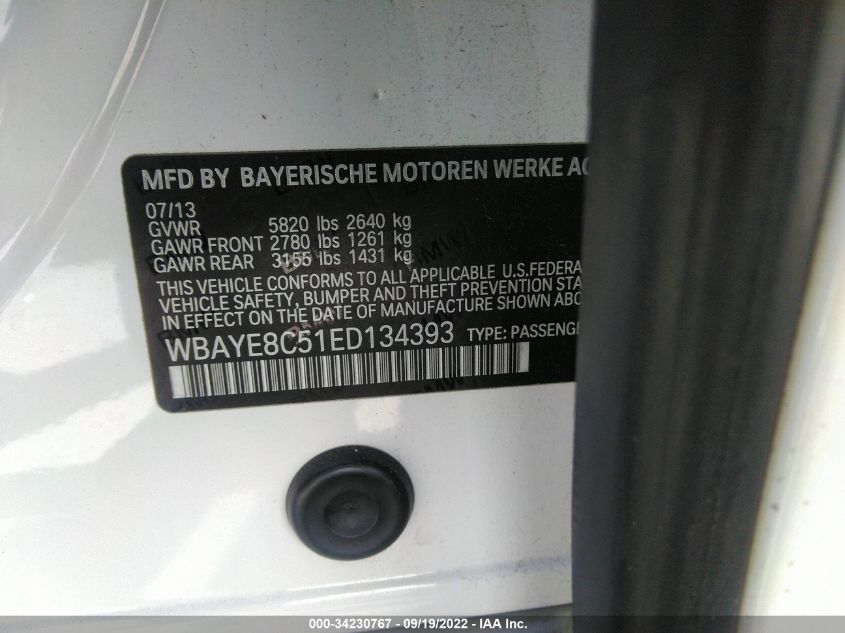 MFD BY BAYERISCHE MOTOREN WERKE AG
07/13
GVWR 5820 lbs 2640 kg
GAWR FRONT 2780 lbs 1261 kg
GAWR REAR 3155 lbs 1431 kg
THIS VEHICLE CONFORMS TO ALL APPLICABLE U.S.FEDERA
VEHICLE SAFETY, BUMPER AND THEFT PREVENTION STA
IN EFFECT ON THE DATE OF MANUFACTURE SHOWN ABO
WBAYE8C51ED134393 TYPE: PASSENGE
000-34230767 - 09/19/2022 - IAA Inc.